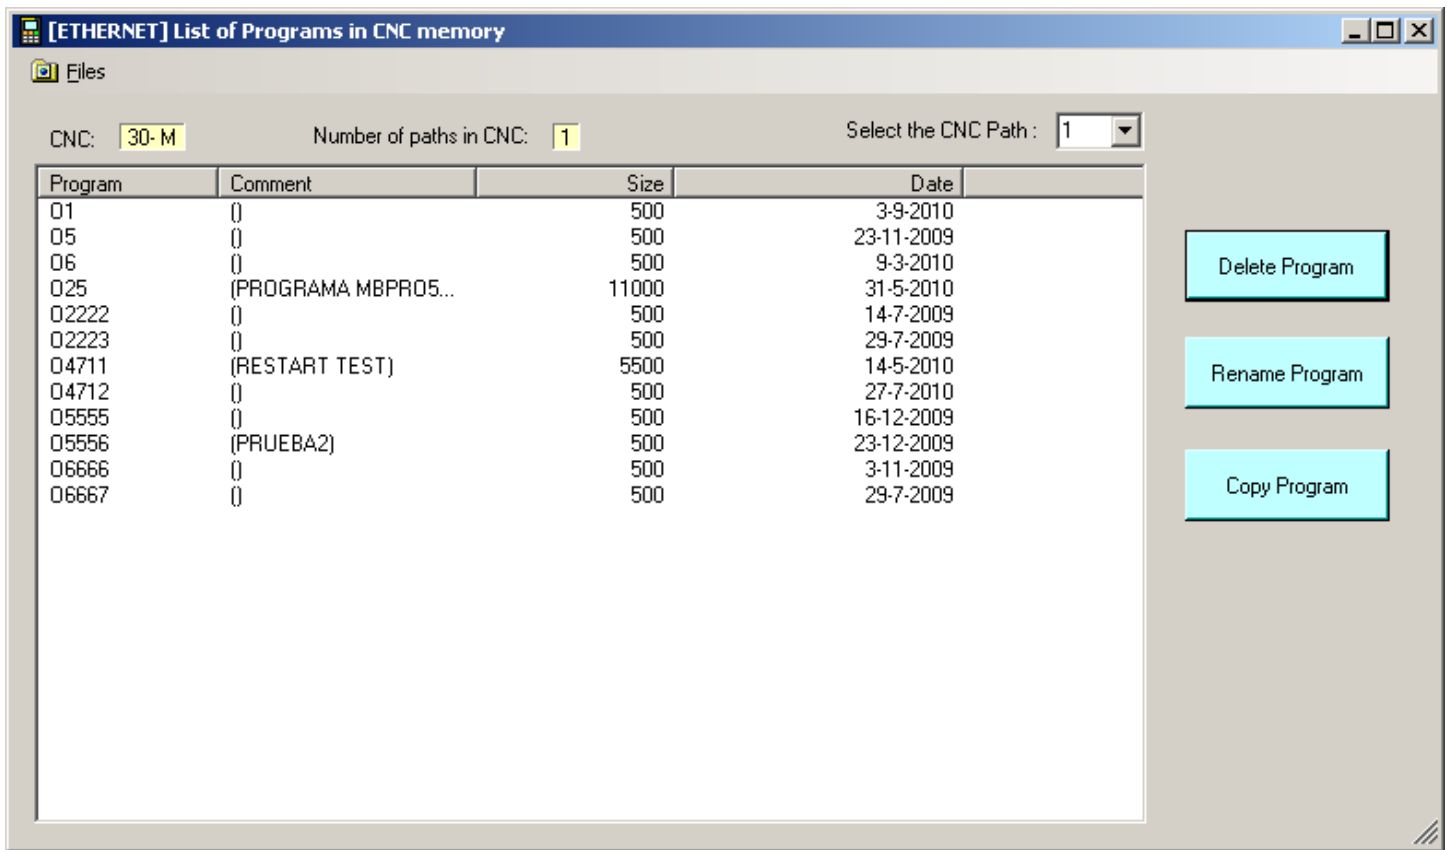 [ETHERNET] List of Programs in CNC memory
Files
CNC: 30- M Number of paths in CNC: 1 Select the CNC Path : 1
Program Comment Size Date
O1 () 500 3-9-2010
O5 () 500 23-11-2009
O6 () 500 9-3-2010
O25 (PROGRAMA MBPRO5... 11000 31-5-2010
O2222 () 500 14-7-2009
O2223 () 500 29-7-2009
O4711 (RESTART TEST) 5500 14-5-2010
O4712 () 500 27-7-2010
O5555 () 500 16-12-2009
O5556 (PRUEBA2) 500 23-12-2009
O6666 () 500 3-11-2009
O6667 () 500 29-7-2009
Delete Program
Rename Program
Copy Program